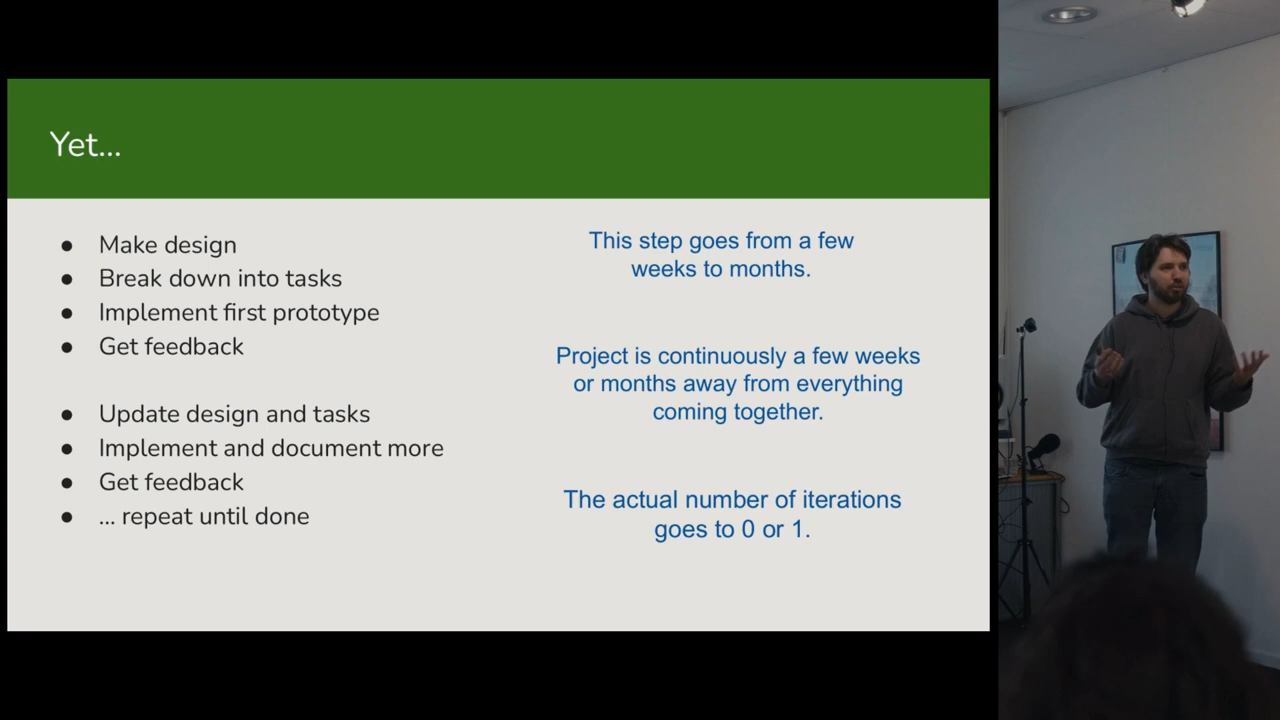 Yet...
● Make design
● Break down into tasks
● Implement first prototype
● Get feedback
● Update design and tasks
● Implement and document more
● Get feedback
● ... repeat until done
This step goes from a few
weeks to months.
Project is continuously a few weeks
or months away from everything
coming together.
The actual number of iterations
goes to 0 or 1.